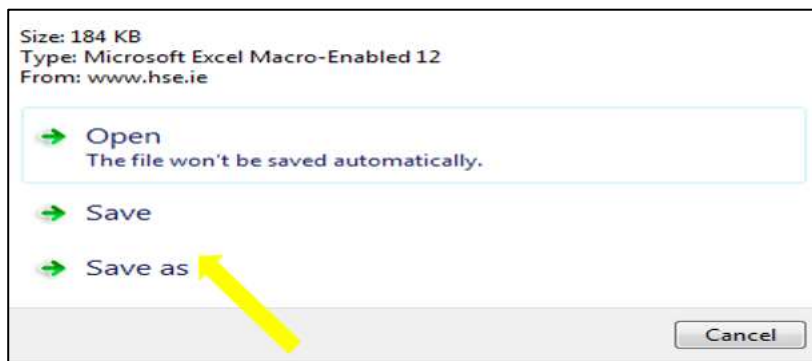 Size: 184 KB
Type: Microsoft Excel Macro-Enabled 12
From: www.hse.ie
Open
The file won't be saved automatically.
Save
Save as
Cancel